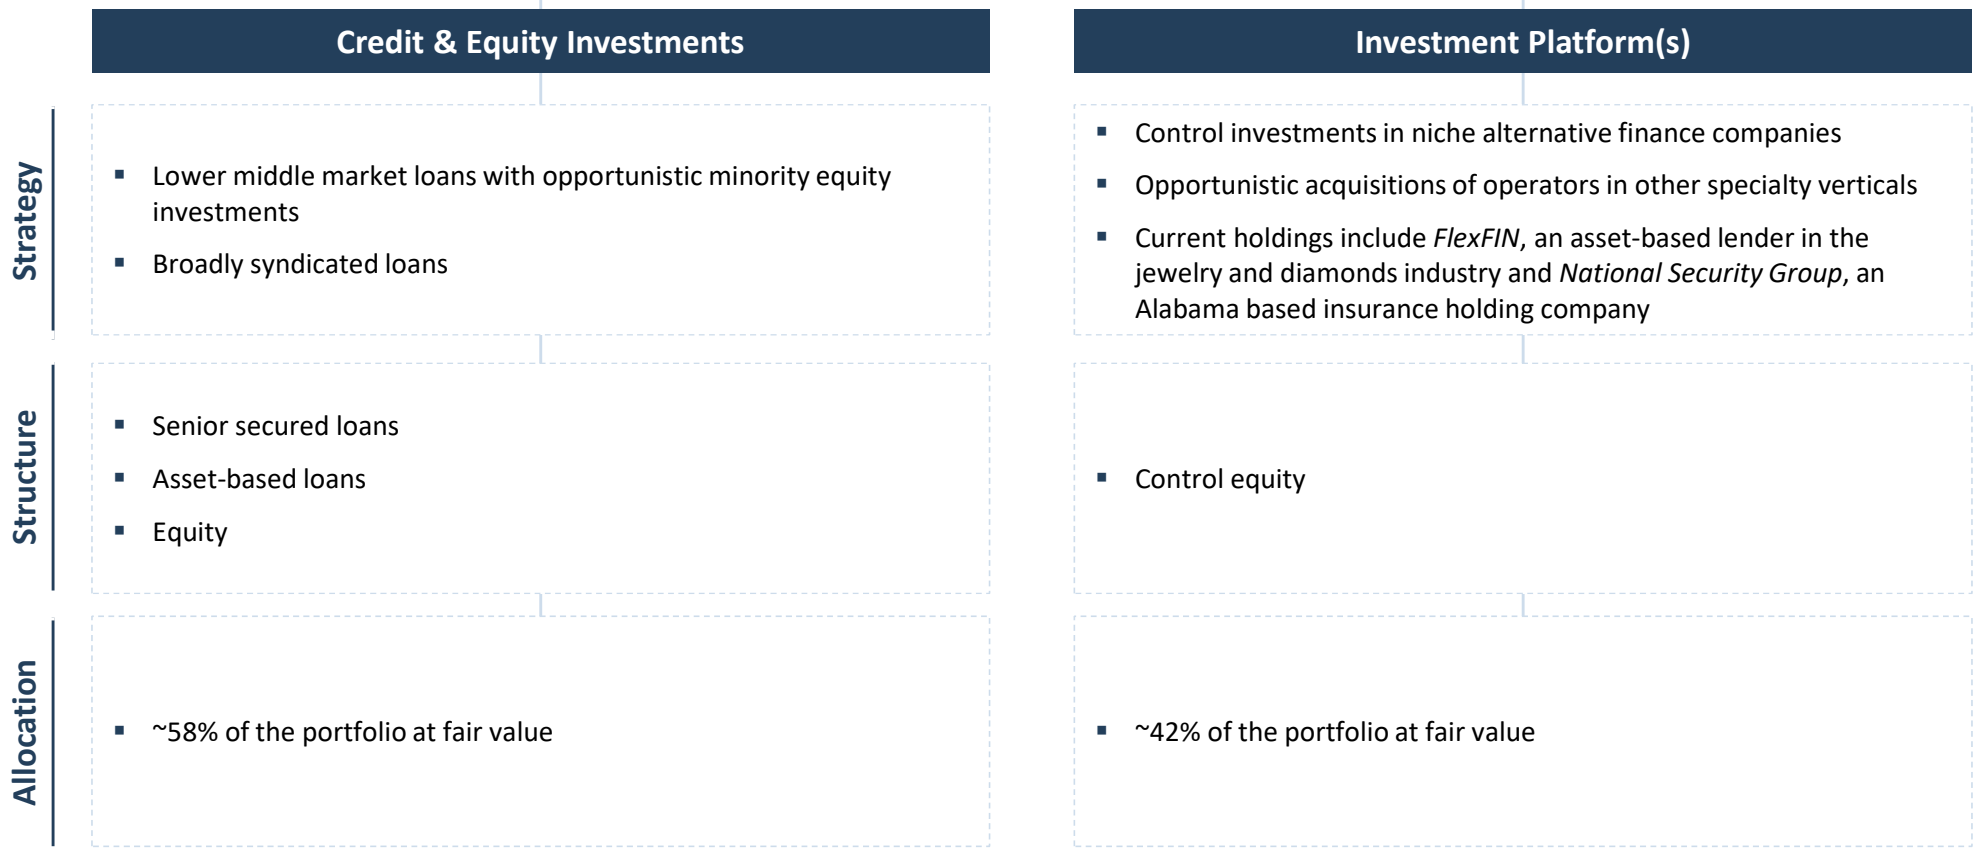 Credit & Equity Investments
Investment Platform(s)
Strategy
▪ Lower middle market loans with opportunistic minority equity
investments
▪ Broadly syndicated loans
▪ Control investments in niche alternative finance companies
▪ Opportunistic acquisitions of operators in other specialty verticals
▪ Current holdings include FlexFIN, an asset-based lender in the
jewelry and diamonds industry and National Security Group, an
Alabama based insurance holding company
Structure
▪ Senior secured loans
▪ Asset-based loans
▪ Equity
▪ Control equity
Allocation
▪ ~58% of the portfolio at fair value
▪ ~42% of the portfolio at fair value